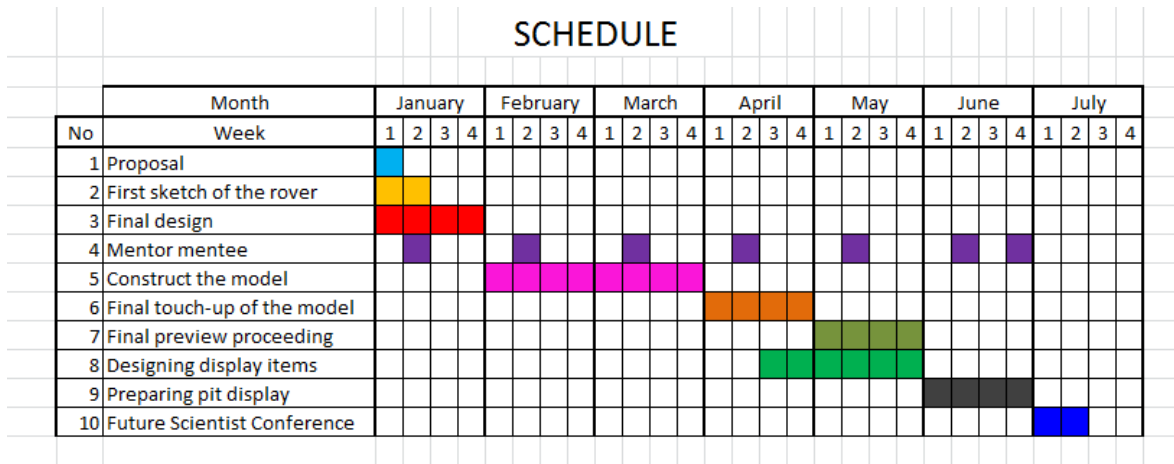 SCHEDULE
Month January February March April May June July
No Week 1 2 3 4 1 2 3 4 1 2 3 4 1 2 3 4 1 2 3 4 1 2 3 4 1 2 3 4
1 Proposal
2 First sketch of the rover
3 Final design
4 Mentor mentee
5 Construct the model
6 Final touch-up of the model
7 Final preview proceeding
8 Designing display items
9 Preparing pit display
10 Future Scientist Conference